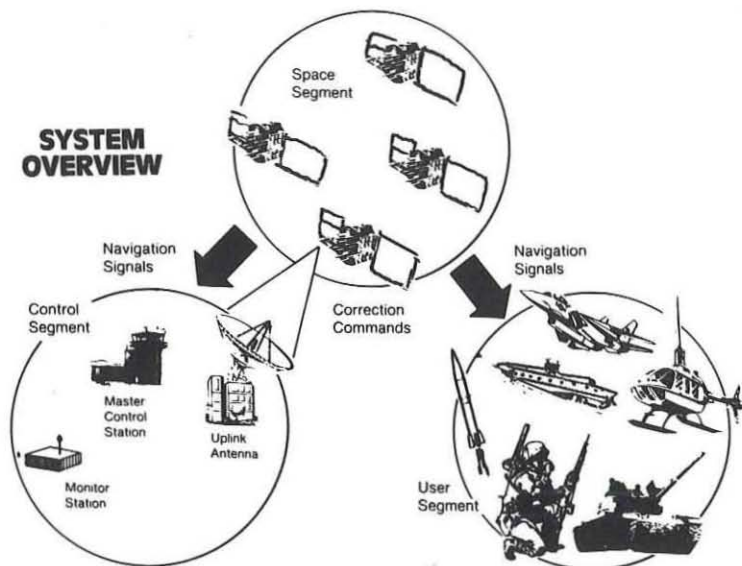 SYSTEM
OVERVIEW
Space
Segment
Navigation
Signals
Correction
Commands
Navigation
Signals
Control
Segment
Master
Control
Station
Uplink
Antenna
Monitor
Station
User
Segment